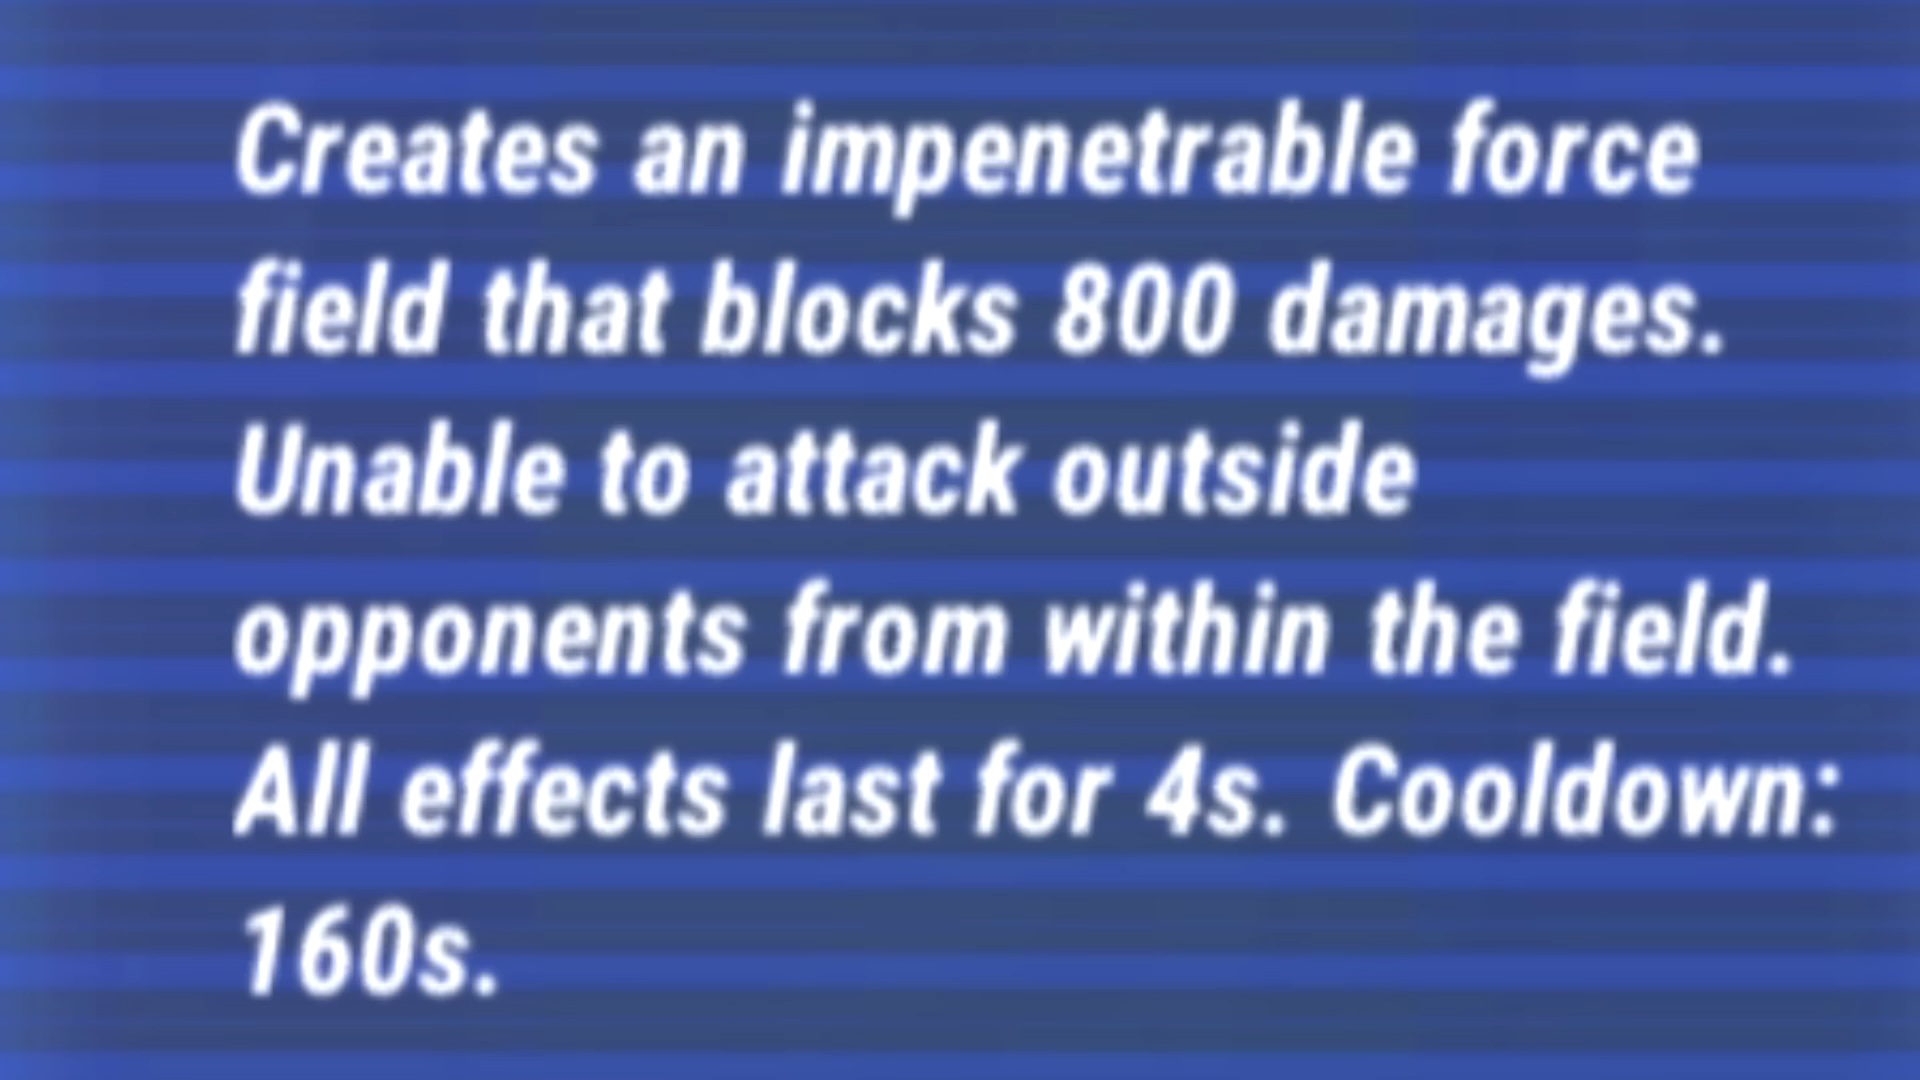 Creates an impenetrable force
field that blocks 800 damages.
Unable to attack outside
opponents from within the field.
All effects last for 4s. Cooldown:
160s.